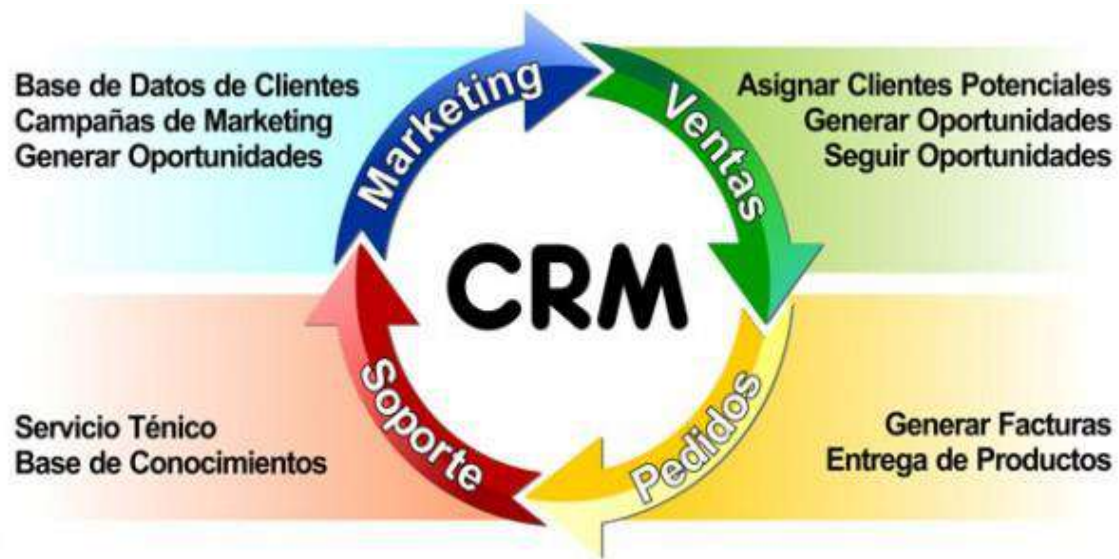 Base de Datos de Clientes
Campañas de Marketing
Generar Oportunidades
Marketing
Ventas
Asignar Clientes Potenciales
Generar Oportunidades
Seguir Oportunidades
CRM
Servicio Ténico
Base de Conocimientos
Soporte
Pedidos
Generar Facturas
Entrega de Productos